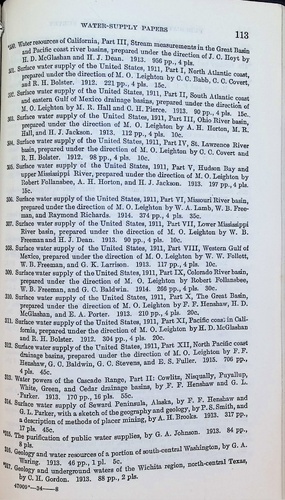 WATER-SUPPLY PAPERS 113
*300. Water resources of California, Part III, Stream measurements in the Great Basin
and Pacific coast river basins, prepared under the direction of J. C. Hoyt by
H. D. McGlashan and H. J. Dean. 1913. 956 pp., 4 pls.
301. Surface water supply of the United States, 1911, Part I, North Atlantic coast,
prepared under the direction of M. O. Leighton by C. C. Babb, C. C. Covert,
and R. H. Bolster. 1912. 221 pp., 4 pls. 15c.
302. Surface water supply of the United States, 1911, Part II, South Atlantic coast
and eastern Gulf of Mexico drainage basins, prepared under the direction of
M. O. Leighton by M. R. Hall and C. H. Pierce. 1913. 90 pp., 4 pls. 15c.
303. Surface water supply of the United States, 1911, Part III, Ohio River basin,
prepared under the direction of M. O. Leighton by A. H. Horton, M. R.
Hall, and H. J. Jackson. 1913. 112 pp., 4 pls. 10c.
304. Surface water supply of the United States, 1911, Part IV, St. Lawrence River
basin, prepared under the direction of M. O. Leighton by C. C. Covert and
R. H. Bolster. 1912. 98 pp., 4 pls. 10c.
305. Surface water supply of the United States, 1911, Part V, Hudson Bay and
upper Mississippi River, prepared under the direction of M. O. Leighton by
Robert Follansbee, A. H. Horton, and H. J. Jackson. 1913. 197 pp., 4 pls.
306. Surface water supply of the United States, 1911, Part VI, Missouri River basin,
prepared under the direction of M. O. Leighton by W. A. Lamb, W. B. Free-
man, and Raymond Richards. 1914. 374 pp., 4 pls. 35c.
307. Surface water supply of the United States, 1911, Part VII, Lower Mississippi
River basin, prepared under the direction of M. O. Leighton by W. B.
Freeman and H. J. Dean. 1913. 90 pp., 4 pls. 10c.
308. Surface water supply of the United States, 1911, Part VIII, Western Gulf of
Mexico, prepared under the direction of M. O. Leighton by W. W. Follett,
W. B. Freeman, and G. K. Larrison. 1913. 117 pp., 4 pls. 10c.
309. Surface water supply of the United States, 1911, Part IX, Colorado River basin,
prepared under the direction of M. O. Leighton by Robert Follansbee,
W. B. Freeman, and G. C. Baldwin. 1914. 266 pp., 4 pls. 30c.
310. Surface water supply of the United States, 1911, Part X, The Great Basin,
prepared under the direction of M. O. Leighton by F. F. Henshaw, H. D.
McGlashan, and E. A. Porter. 1913. 210 pp., 4 pls. 20c.
311. Surface water supply of the United States, 1911, Part XI, Pacific coast in Cali-
fornia, prepared under the direction of M. O. Leighton by H. D. McGlashan
and R. H. Bolster. 1912. 304 pp., 4 pls. 20c.
312. Surface water supply of the United States, 1911, Part XII, North Pacific coast
drainage basins, prepared under the direction of M. O. Leighton by F. F.
Henshaw, G. C. Baldwin, G. C. Stevens, and E. S. Fuller. 1915. 706 pp.,
4 pls. 45c.
313. Water powers of the Cascade Range, Part II: Cowlitz, Nisqually, Puyallup,
White, Green, and Cedar drainage basins, by F. F. Henshaw and G. L.
Parker. 1913. 170 pp., 16 pls. 55c.
314. Surface water supply of Seward Peninsula, Alaska, by F. F. Henshaw and
G. L. Parker, with a sketch of the geography and geology, by P. S. Smith, and
a description of methods of placer mining, by A. H. Brooks. 1913. 317 pp.,
17 pls. 45c.
*315. The purification of public water supplies, by G. A. Johnson. 1913. 84 pp.,
8 pls.
316. Geology and water resources of a portion of south-central Washington, by G. A.
Waring. 1913. 46 pp., 1 pl. 5c.
*317. Geology and underground waters of the Wichita region, north-central Texas,
by C. H. Gordon. 1913. 88 pp., 2 pls.